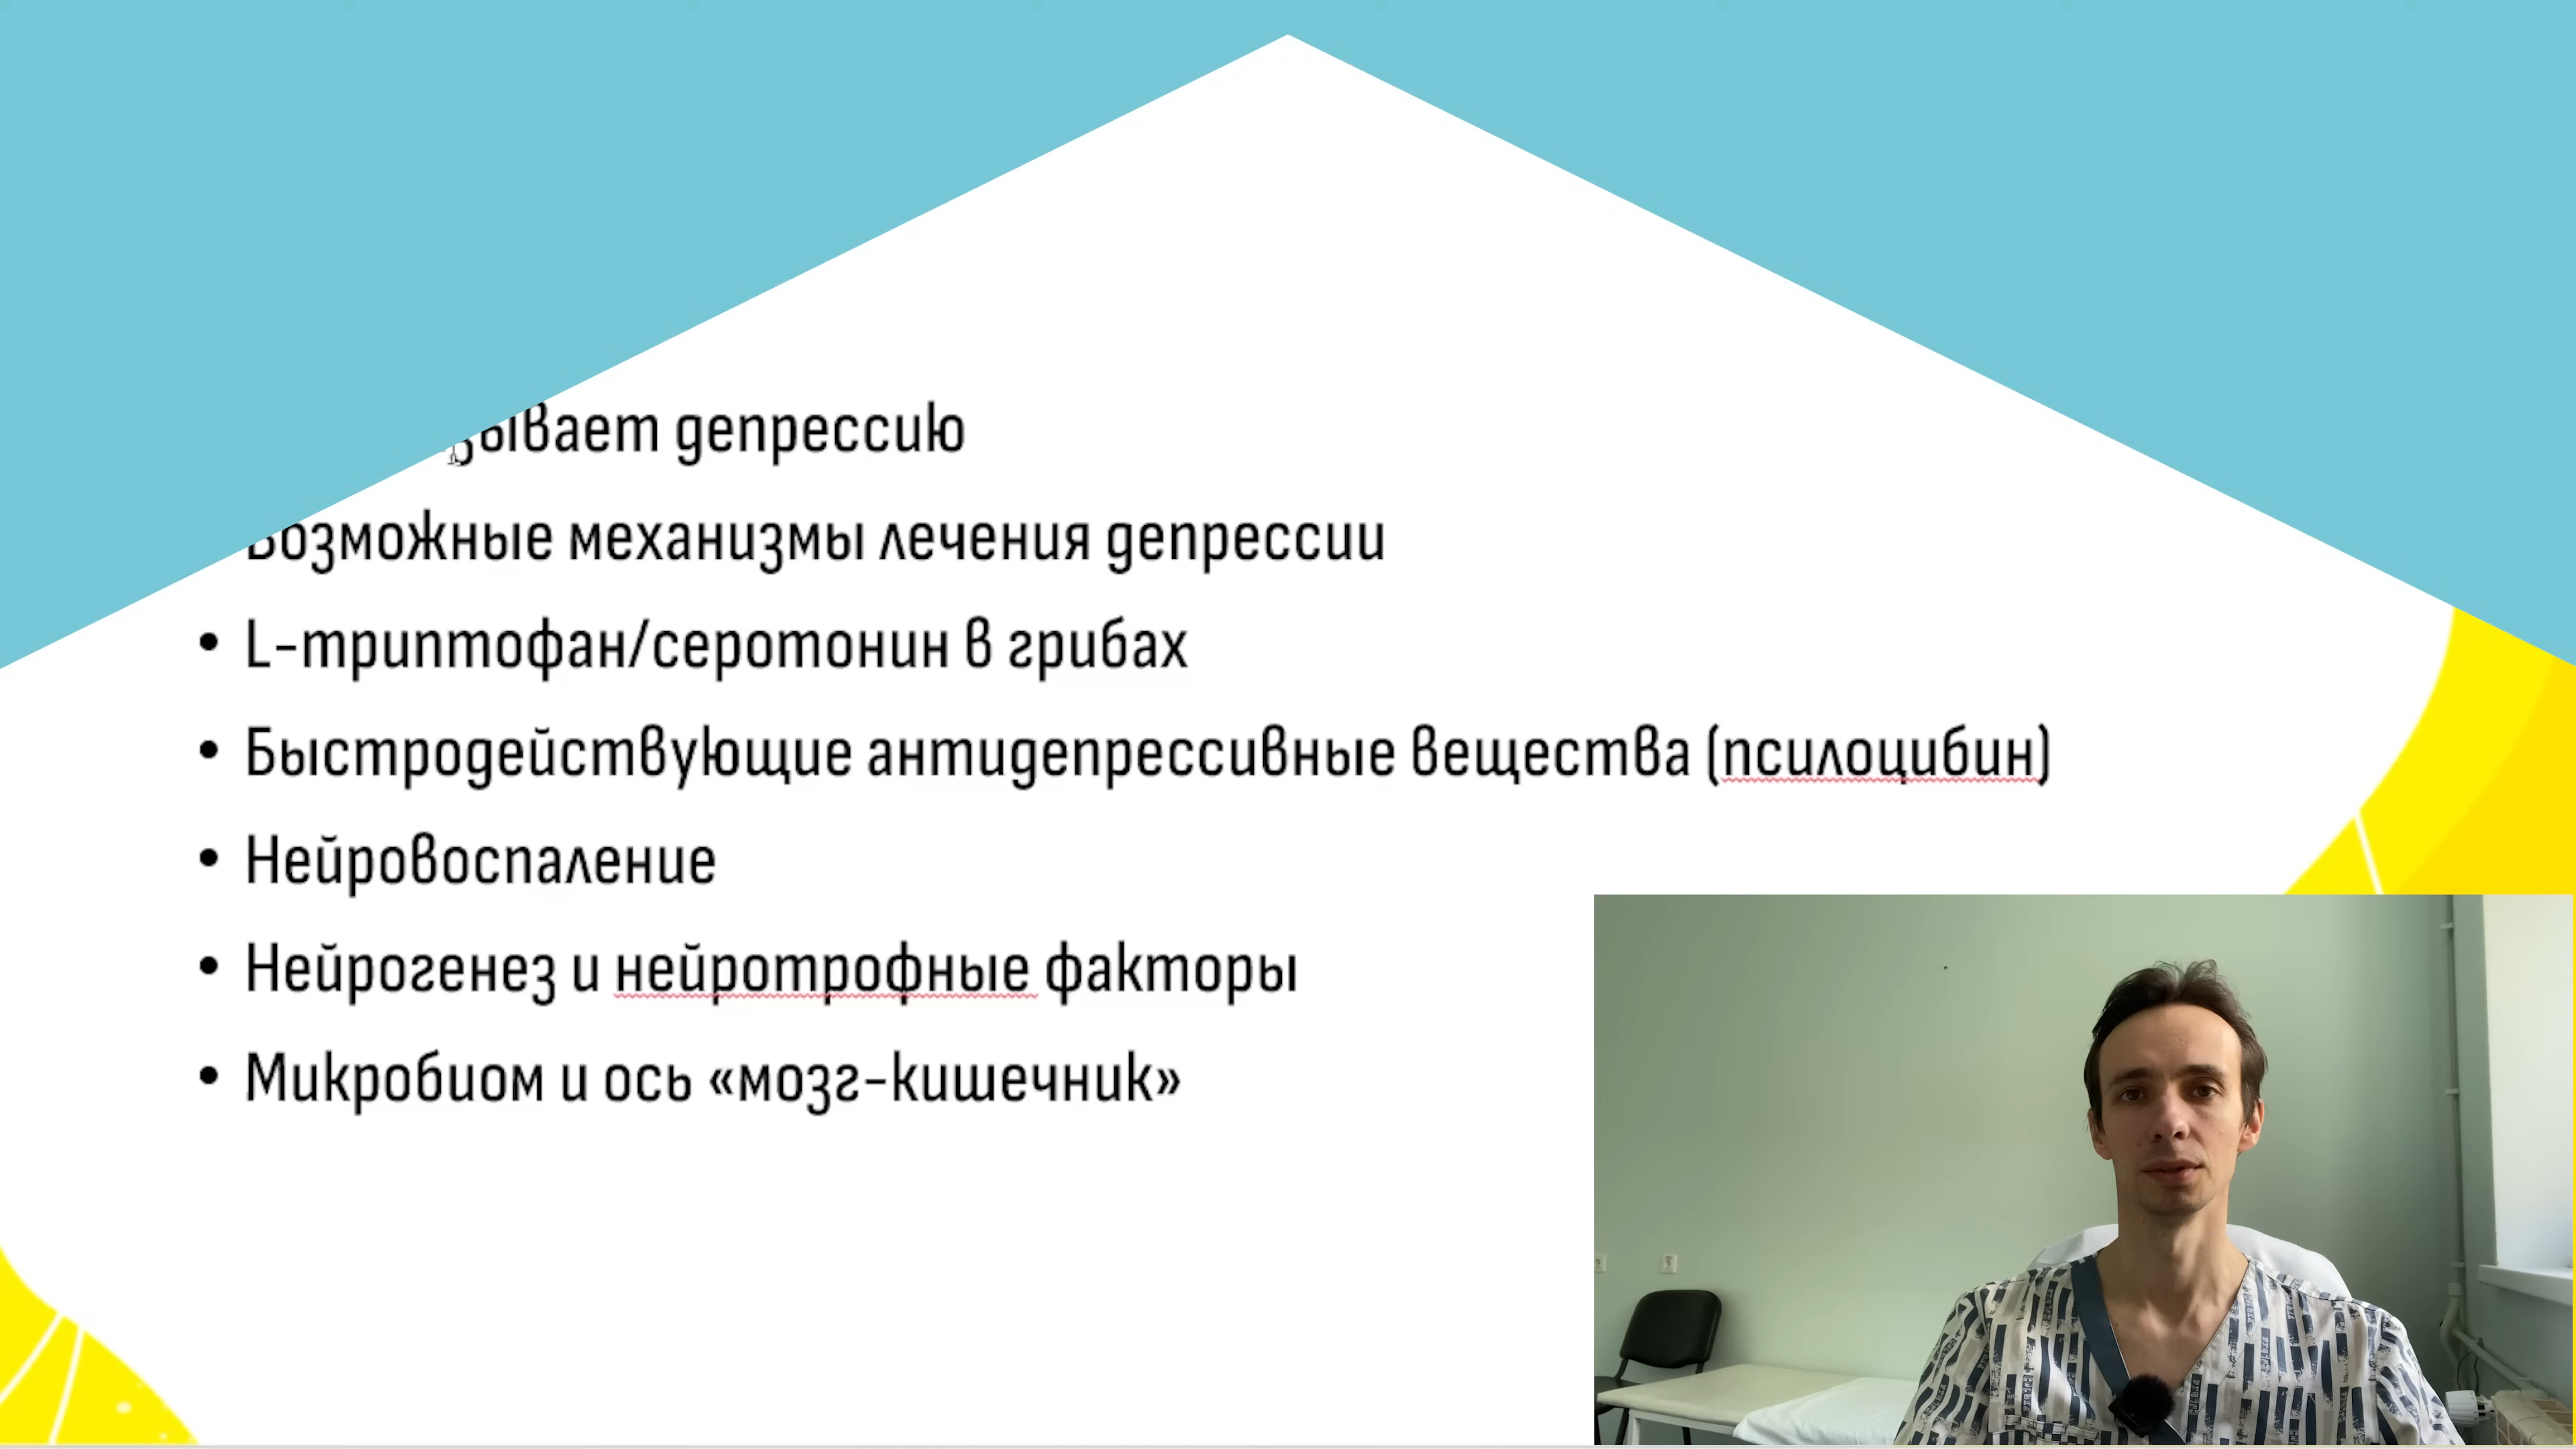 депрессию
Возможные механизмы лечения депрессии
• L-триптофан/серотонин в грибах
• Быстродействующие антидепрессивные вещества (псилоцибин)
• Нейровоспаление
• Нейрогенез и нейротрофные факторы
• Микробиом и ось «мозг-кишечник»